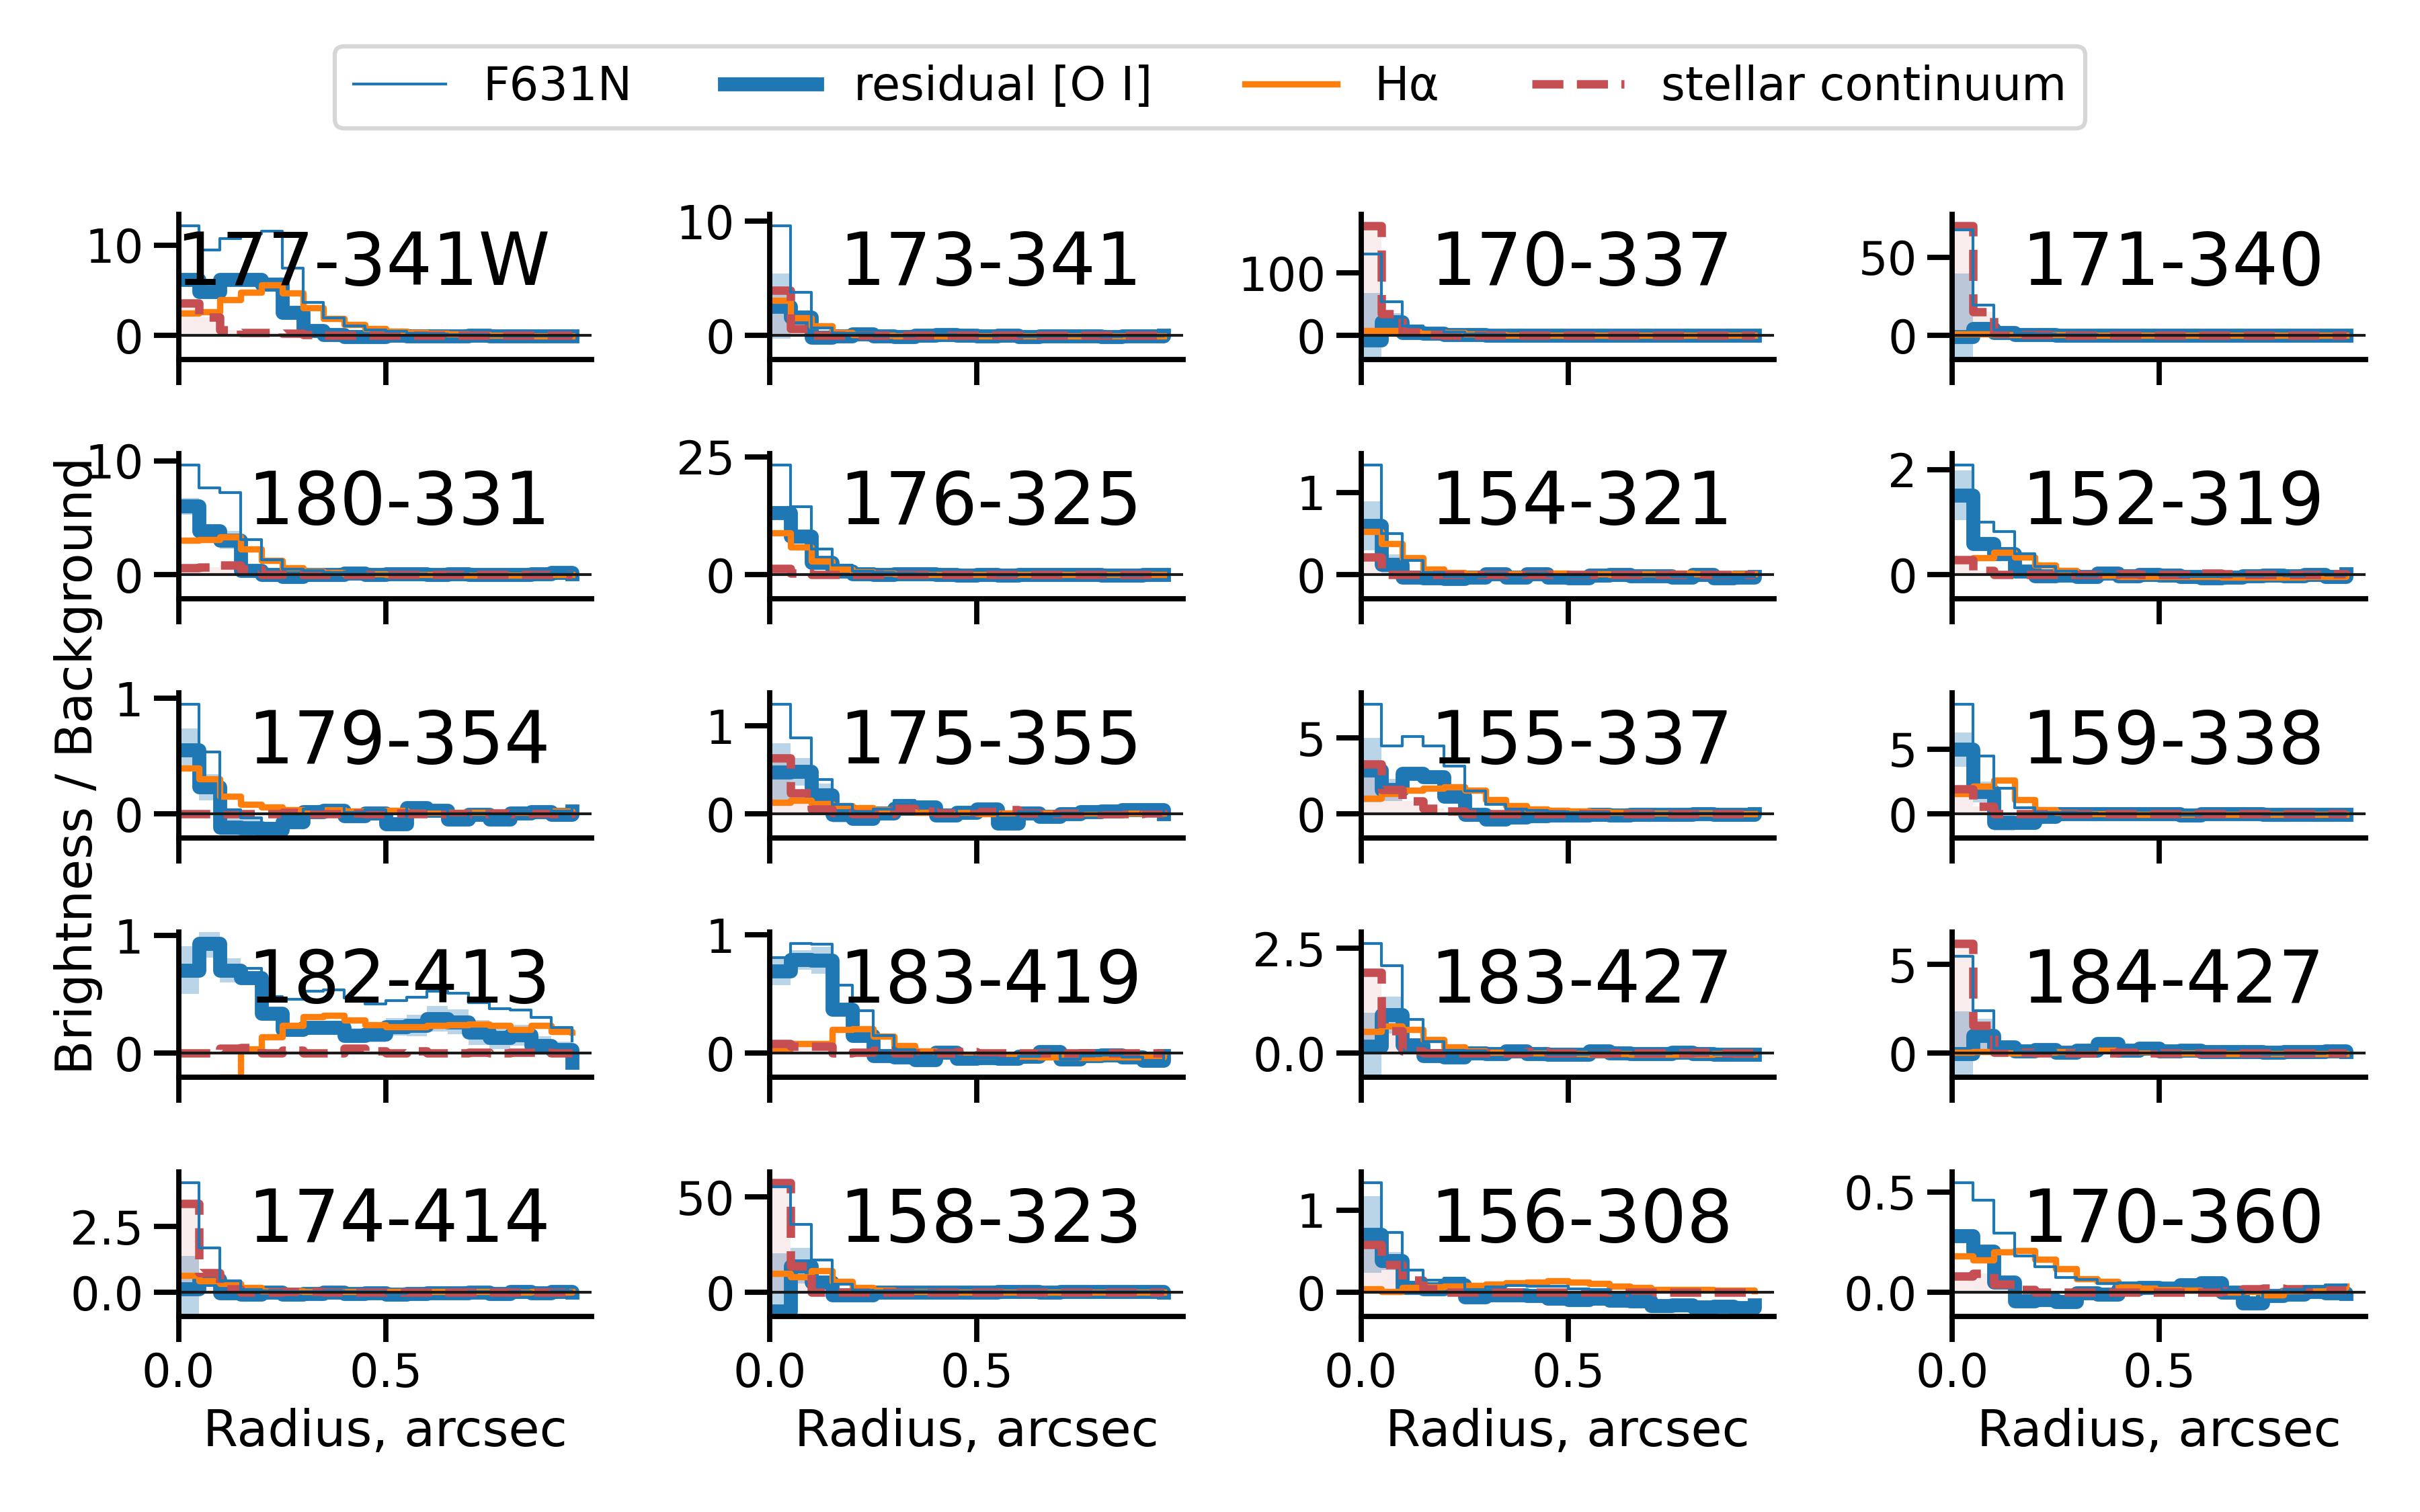 F631N residual [O I] Hα stellar continuum
177-341W 173-341 170-337 171-340
10 0 10 0 100 0 50 0
180-331 176-325 154-321 152-319
10 0 25 0 1 0 2 0
179-354 175-355 155-337 159-338
1 0 1 0 5 0 5 0
182-413 183-419 183-427 184-427
1 0 1 0 2.5 0.0 5 0
174-414 158-323 156-308 170-360
2.5 0.0 50 0 1 0 0.5 0.0
0.0 0.5 0.0 0.5 0.0 0.5 0.0 0.5
Radius, arcsec Radius, arcsec Radius, arcsec Radius, arcsec
Brightness / Background